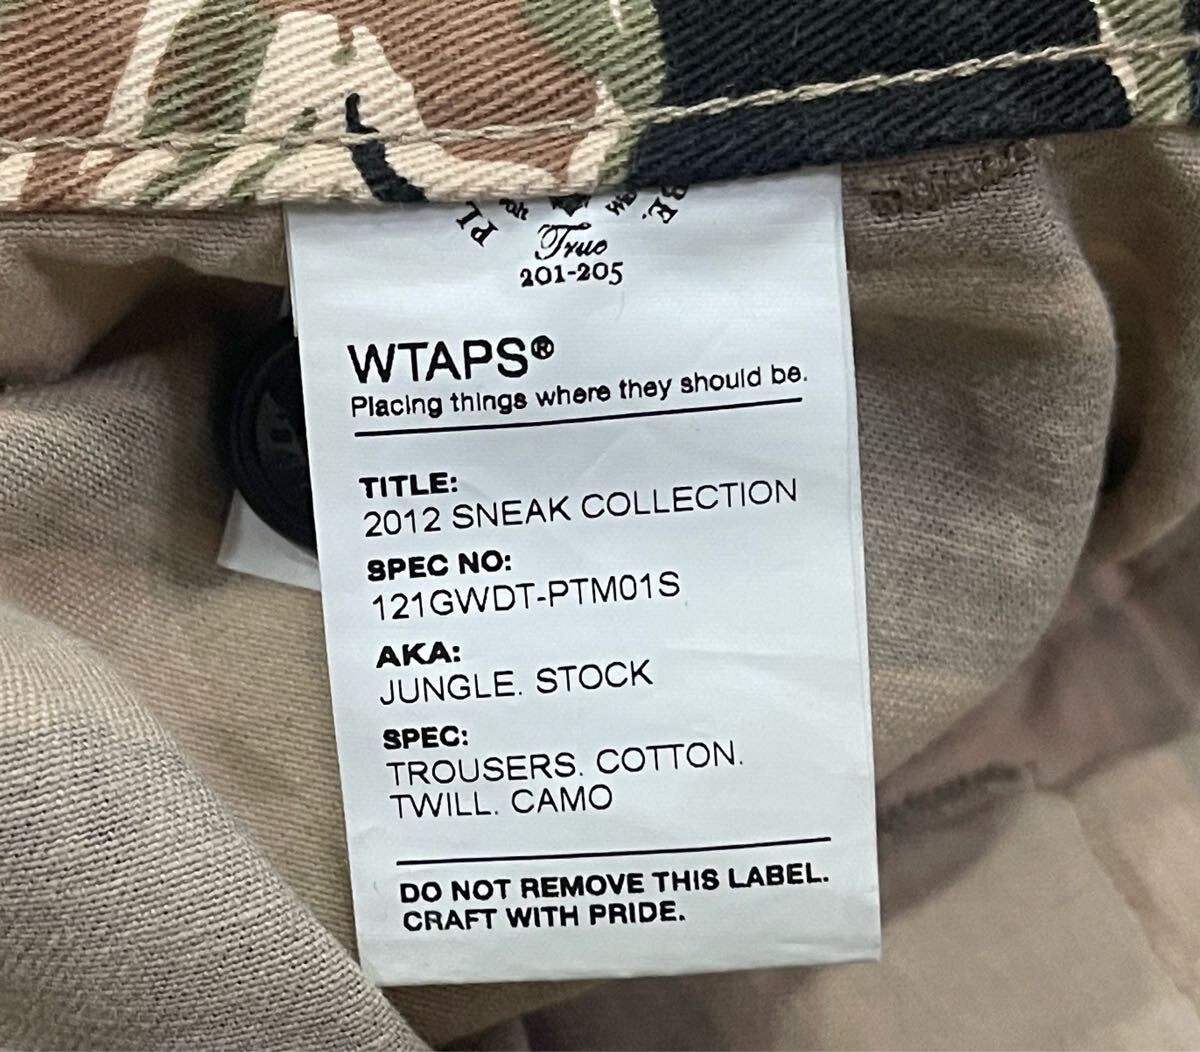 True
201-205
WTAPS®
Placing things where they should be.
TITLE:
2012 SNEAK COLLECTION
SPEC NO:
121GWDT-PTM01S
AKA:
JUNGLE. STOCK
SPEC:
TROUSERS. COTTON.
TWILL. CAMO
DO NOT REMOVE THIS LABEL.
CRAFT WITH PRIDE.